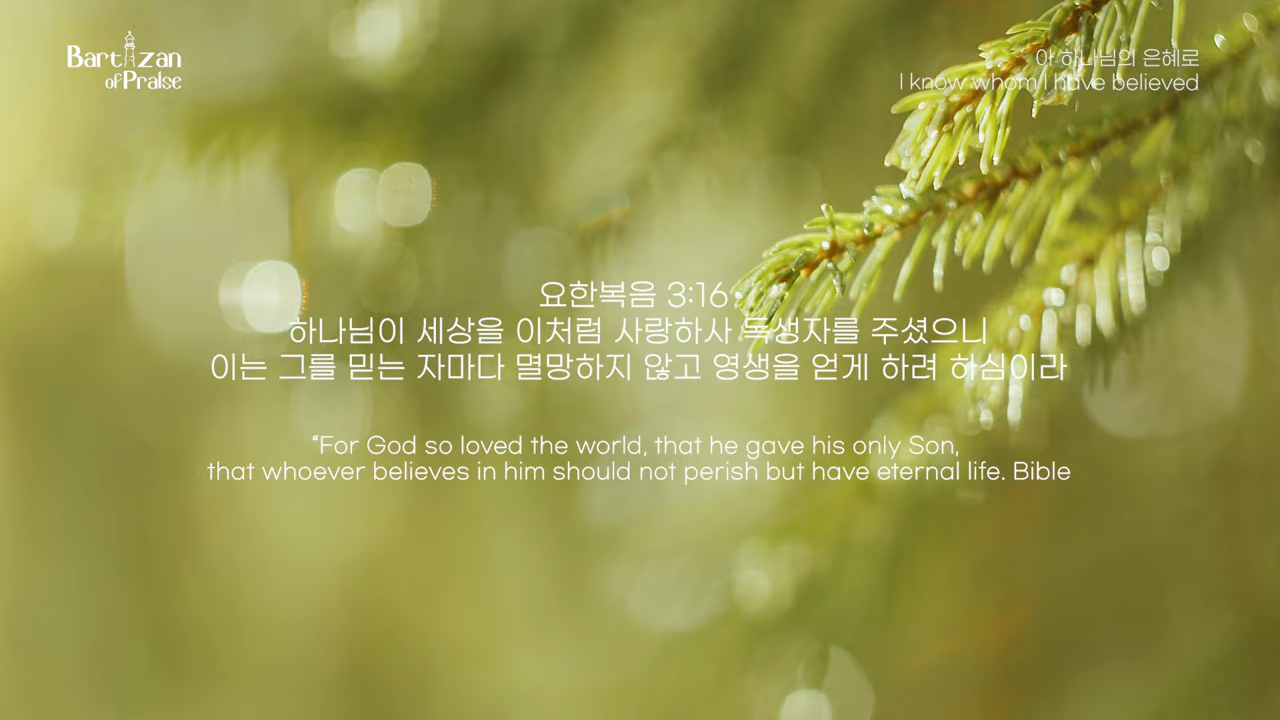 Bartizan
of Praise
아 하나님의 은혜로
I know whom I have believed
요한복음 3:16
하나님이 세상을 이처럼 사랑하사 독생자를 주셨으니
이는 그를 믿는 자마다 멸망하지 않고 영생을 얻게 하려 하심이라
“For God so loved the world, that he gave his only Son,
that whoever believes in him should not perish but have eternal life. Bible